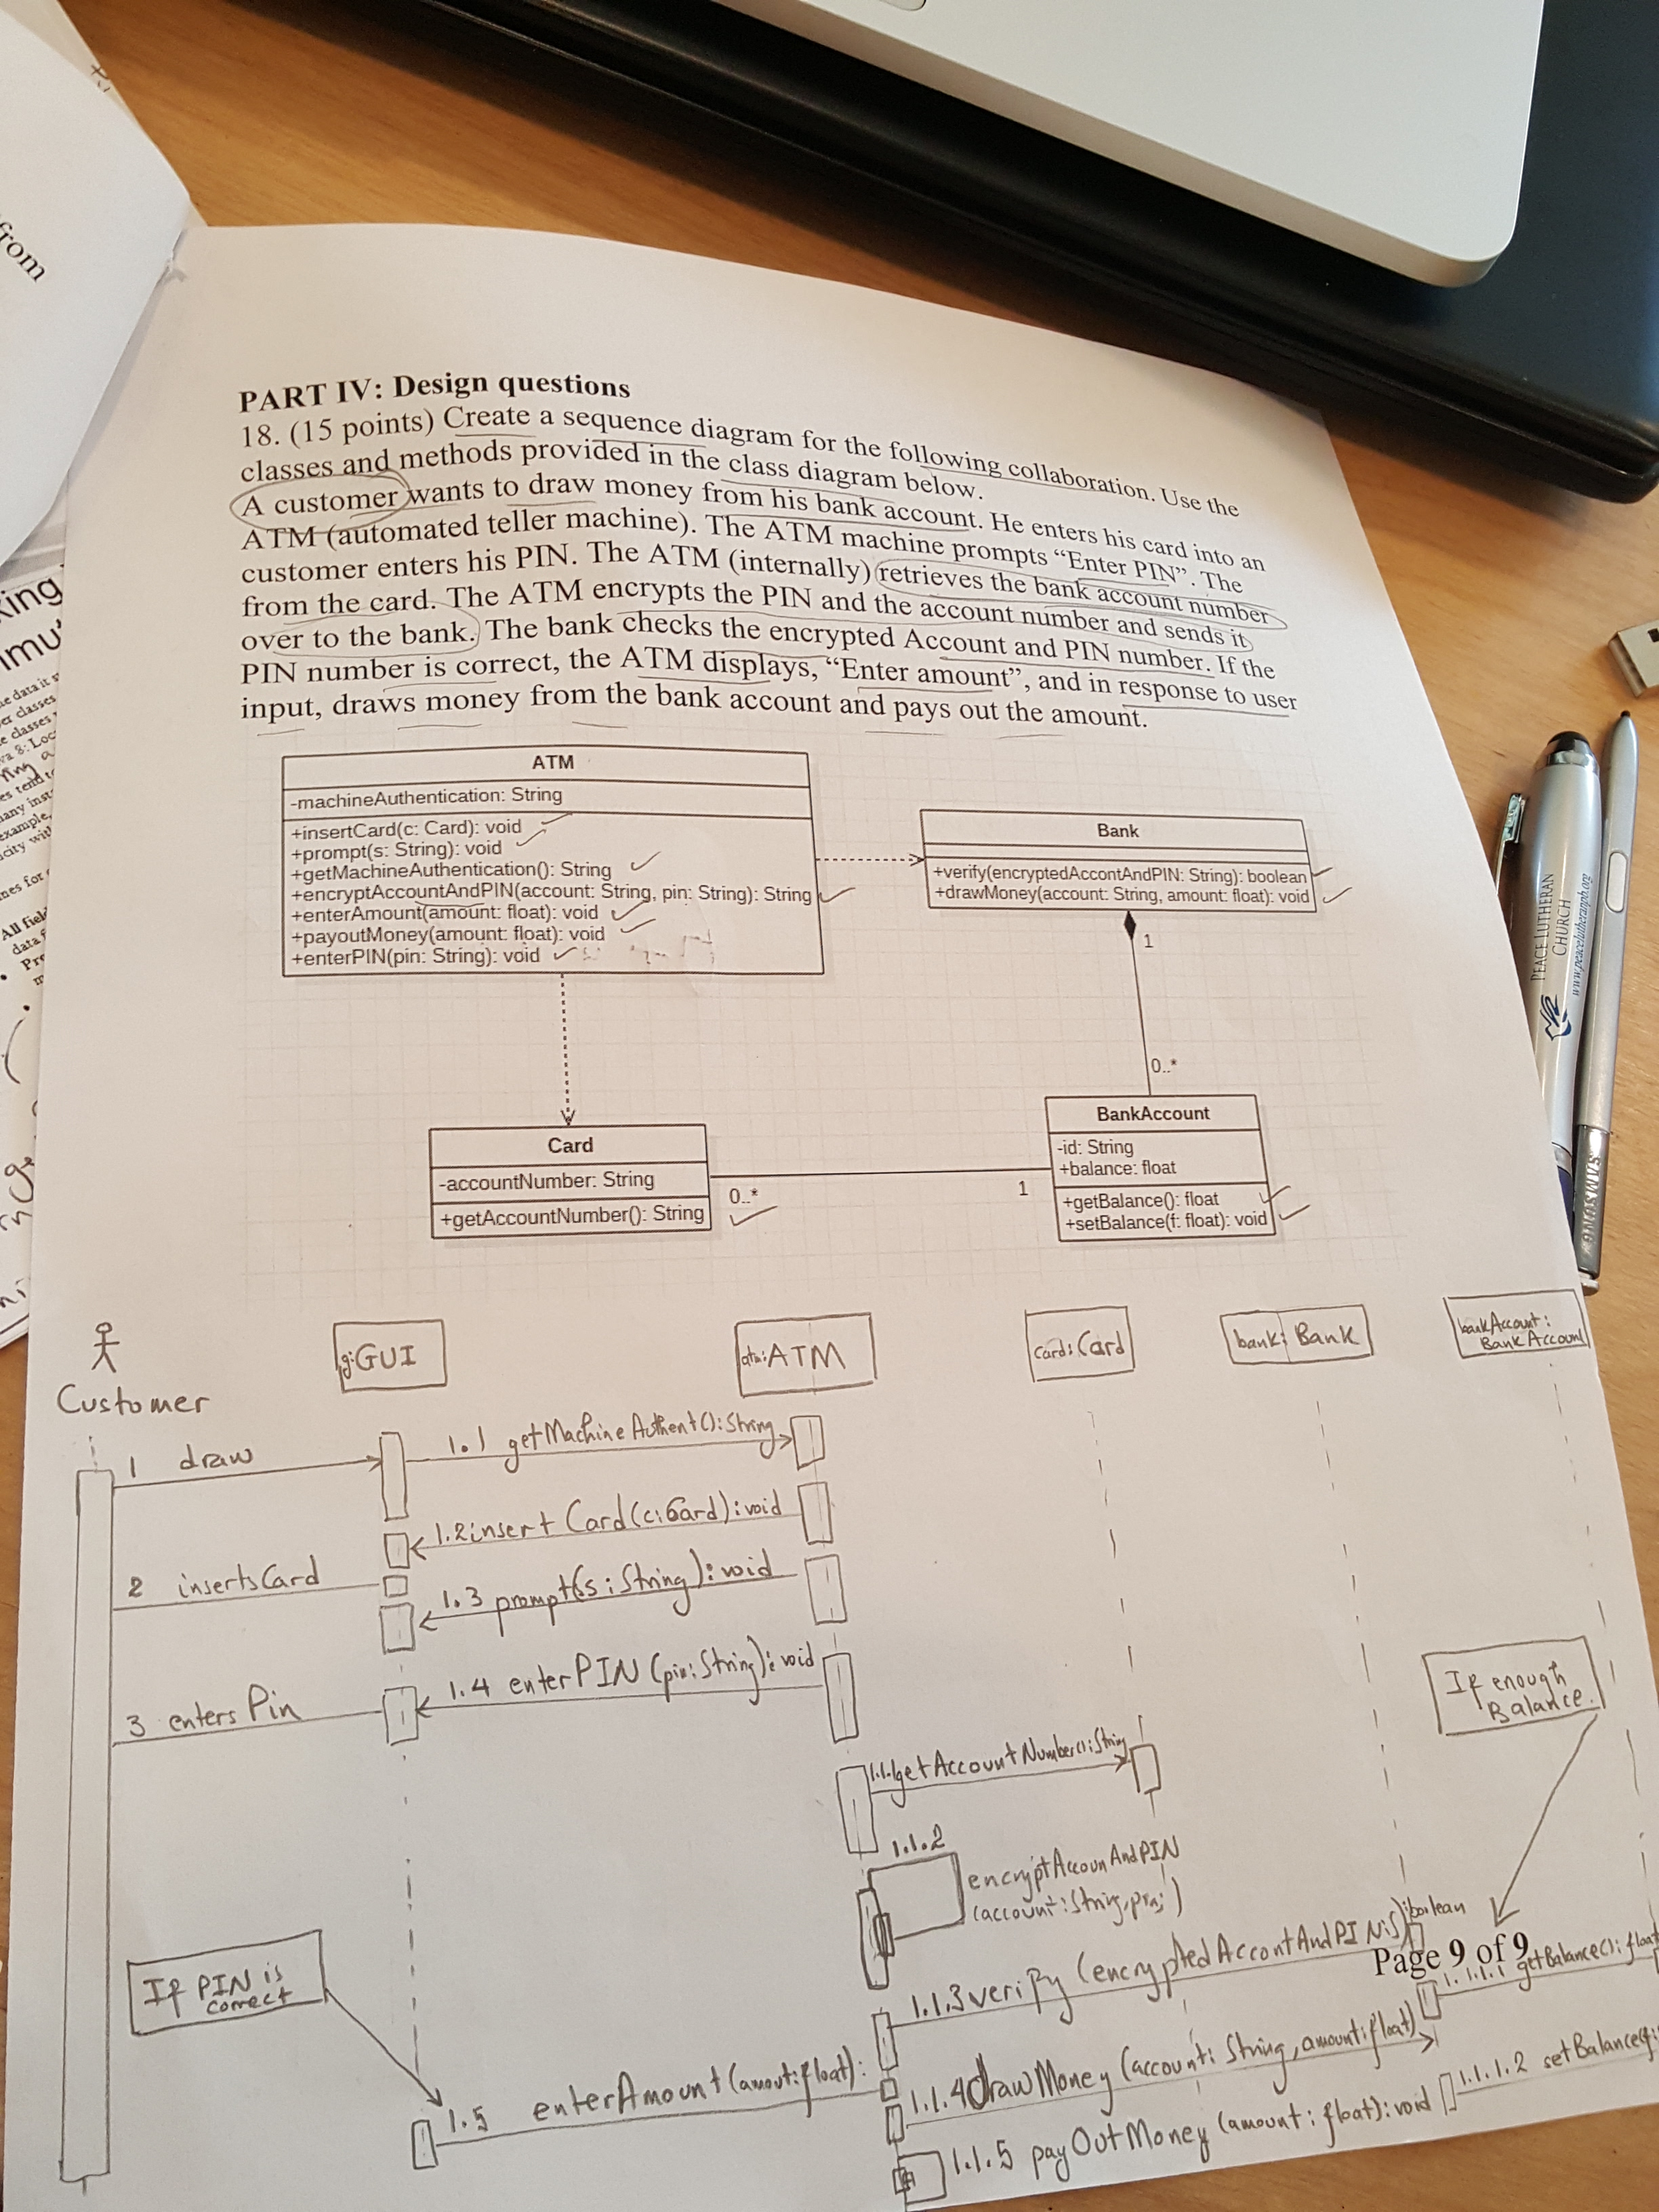 from
PART IV: Design questions
18. (15 points) Create a sequence diagram for the following collaboration. Use the
classes and methods provided in the class diagram below.
A customer wants to draw money from his bank account. He enters his card into an
ATM (automated teller machine). The ATM machine prompts “Enter PIN”. The
customer enters his PIN. The ATM (internally) retrieves the bank account number
from the card. The ATM encrypts the PIN and the account number and sends it
over to the bank. The bank checks the encrypted Account and PIN number. If the
PIN number is correct, the ATM displays, “Enter amount”, and in response to user
input, draws money from the bank account and pays out the amount.
ATM
-machineAuthentication: String
+insertCard(c: Card): void
+prompt(s: String): void
+getMachineAuthentication(): String
+encryptAccountAndPIN(account: String, pin: String): String
+enterAmount(amount: float): void
+payoutMoney(amount: float): void
+enterPIN(pin: String): void
Bank
+verify(encryptedAccontAndPIN: String): boolean
+drawMoney(account: String, amount: float): void
1
0..*
BankAccount
-id: String
+balance: float
+getBalance(): float
+setBalance(f: float): void
Card
-accountNumber: String
+getAccountNumber(): String
0..*
1
PEACE LUTHERAN
CHURCH
www.peacelutheranpb.org
SAMSUNG
Customer
g:GUI
atm:ATM
card:Card
bank: Bank
bankAccount:
BankAccount
1 draw
1.1 getMachineAuthent():String
1.2 insert Card(c:Card):void
2 insertsCard
1.3 prompt(s:String):void
1.4 enterPIN (pin:String):void
3 enters Pin
If enough
Balance.
1.1.1getAccountNumber():String
1.1.2
encryptAccounAndPIN
(account:String,pin: )
If PIN is
correct
1.1.3verify (encryptedAccontAndPIN:S):boolean
Page 9 of 9
1.1.1.1 getBalance():float
1.1.4drawMoney (account: String, amount:float)
1.1.1.2 setBalance(f:
1.5 enterAmount(amout:float):
1.1.5 payOutMoney (amount: float):void